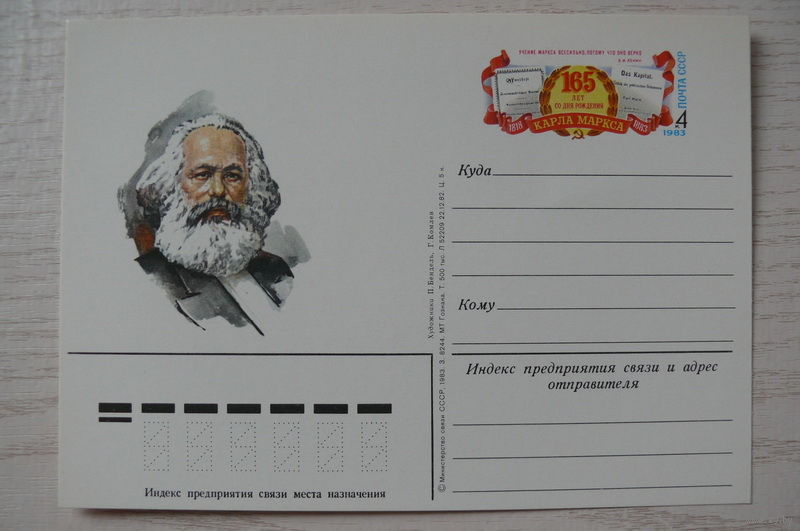 УЧЕНИЕ МАРКСА ВСЕСИЛЬНО, ПОТОМУ ЧТО ОНО ВЕРНО
В.И.ЛЕНИН
Manifest
Das Kapital.
165
ЛЕТ
СО ДНЯ РОЖДЕНИЯ
КАРЛА МАРКСА
1818
1883
ПОЧТА СССР
4
к
1983
Куда
Кому
Индекс предприятия связи и адрес
отправителя
Художники П. Бендель, Г. Комлев
© Министерство связи СССР, 1983. З. 8244. МТ Гознака. Т. 500 тыс. Л 52209 22.12.82. Ц. 5 к.
Индекс предприятия связи места назначения